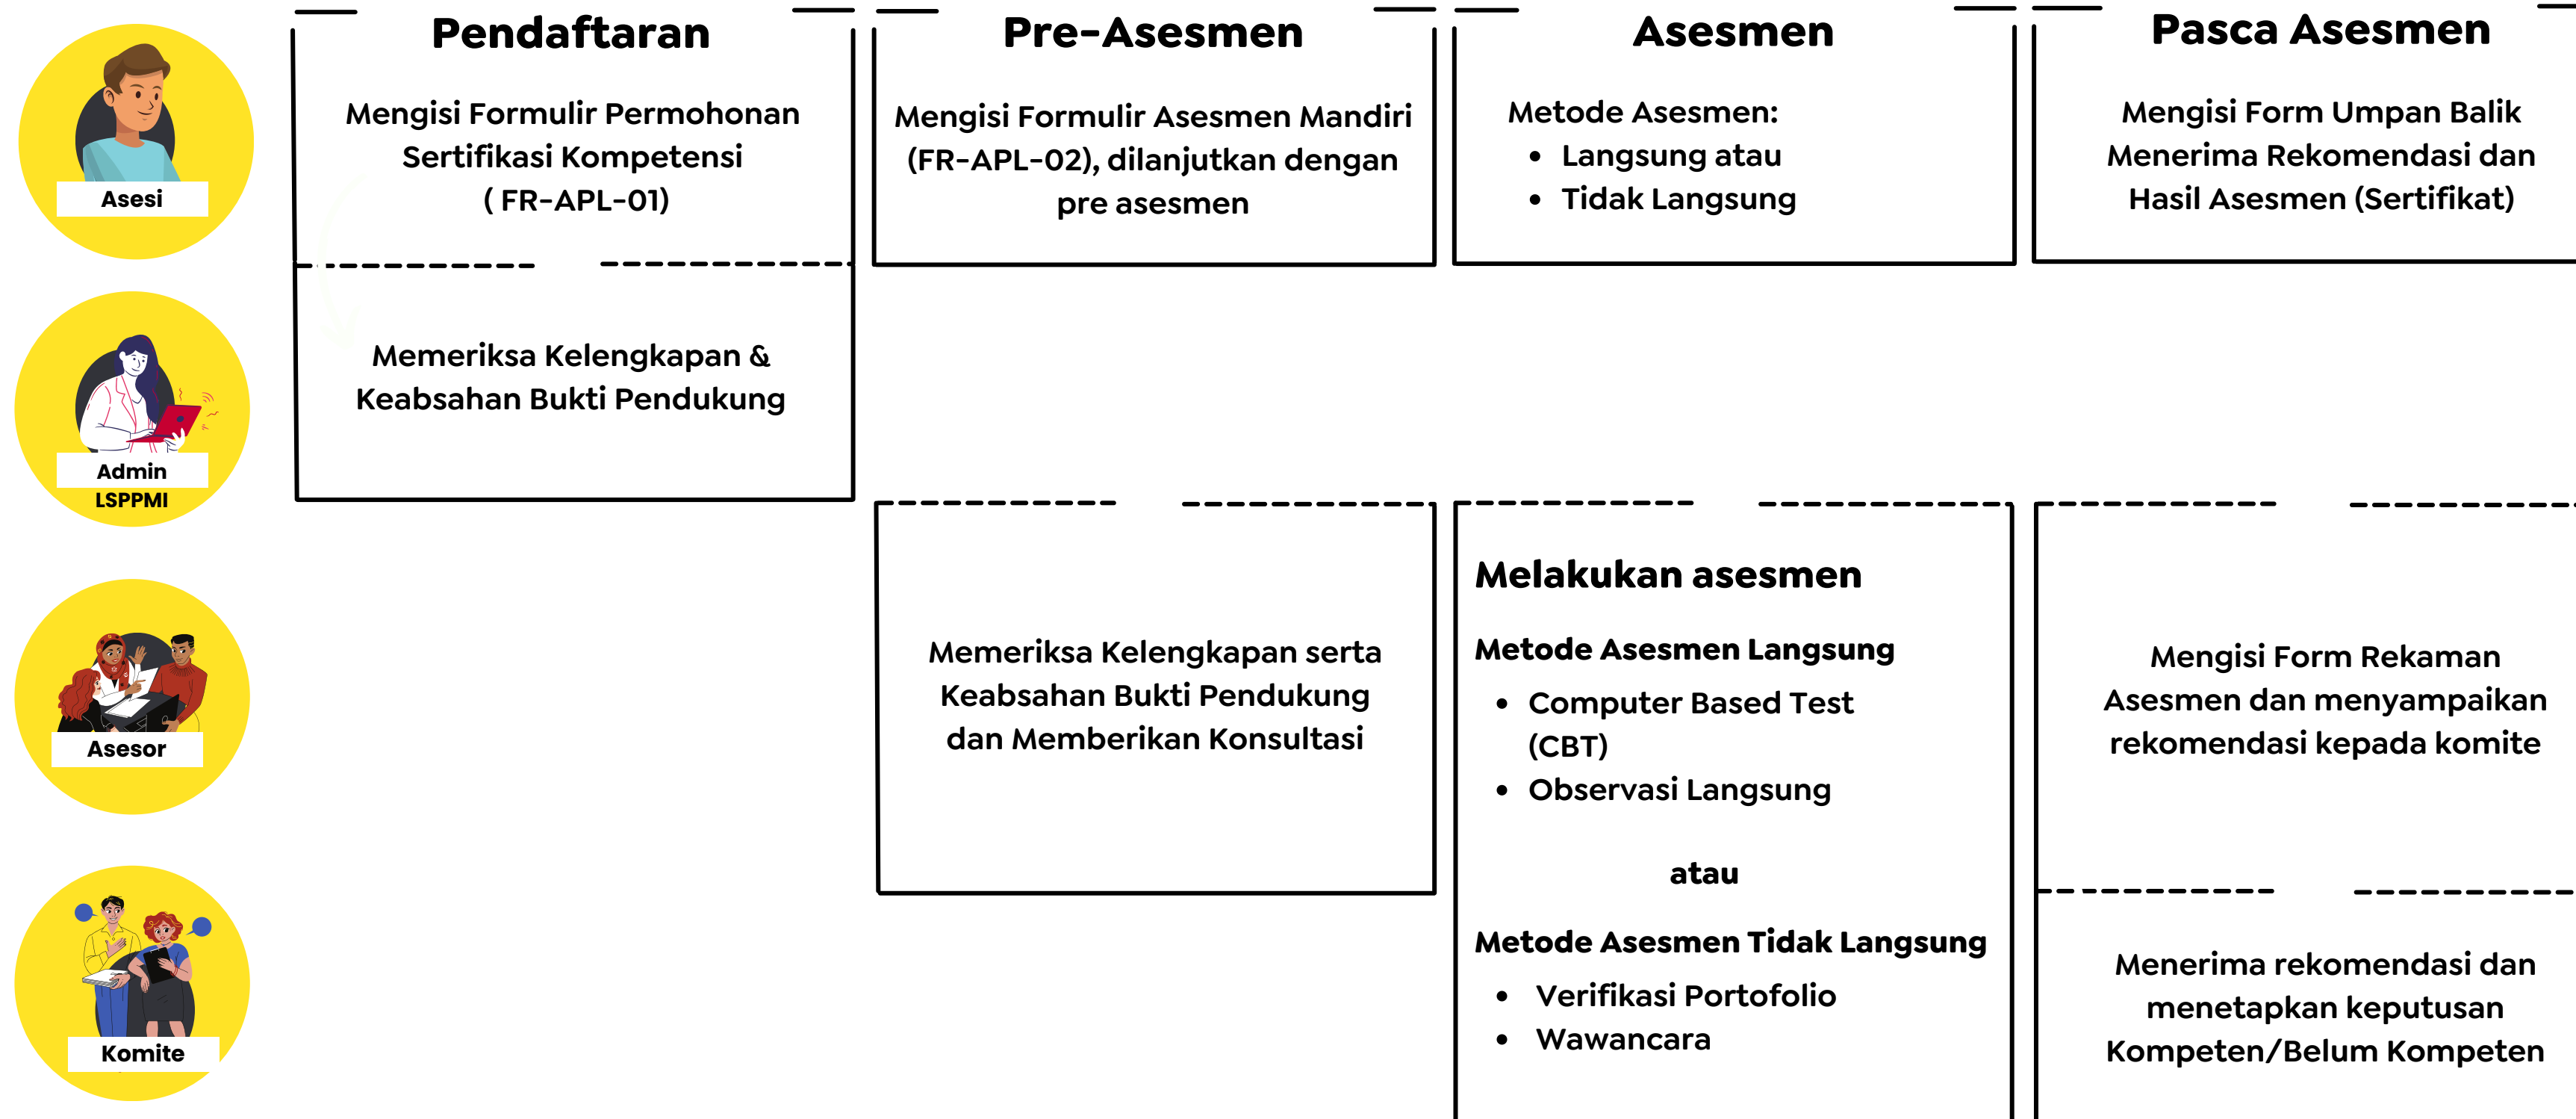 Pendaftaran
Mengisi Formulir Permohonan
Sertifikasi Kompetensi
( FR-APL-01)
Pre-Asesmen
Mengisi Formulir Asesmen Mandiri
(FR-APL-02), dilanjutkan dengan
pre asesmen
Asesmen
Metode Asesmen:
• Langsung atau
• Tidak Langsung
Pasca Asesmen
Mengisi Form Umpan Balik
Menerima Rekomendasi dan
Hasil Asesmen (Sertifikat)
Asesi
Memeriksa Kelengkapan &
Keabsahan Bukti Pendukung
Admin
LSPPMI
Asesor
Memeriksa Kelengkapan serta
Keabsahan Bukti Pendukung
dan Memberikan Konsultasi
Melakukan asesmen
Metode Asesmen Langsung
• Computer Based Test
(CBT)
• Observasi Langsung
atau
Metode Asesmen Tidak Langsung
• Verifikasi Portofolio
• Wawancara
Mengisi Form Rekaman
Asesmen dan menyampaikan
rekomendasi kepada komite
Komite
Menerima rekomendasi dan
menetapkan keputusan
Kompeten/Belum Kompeten